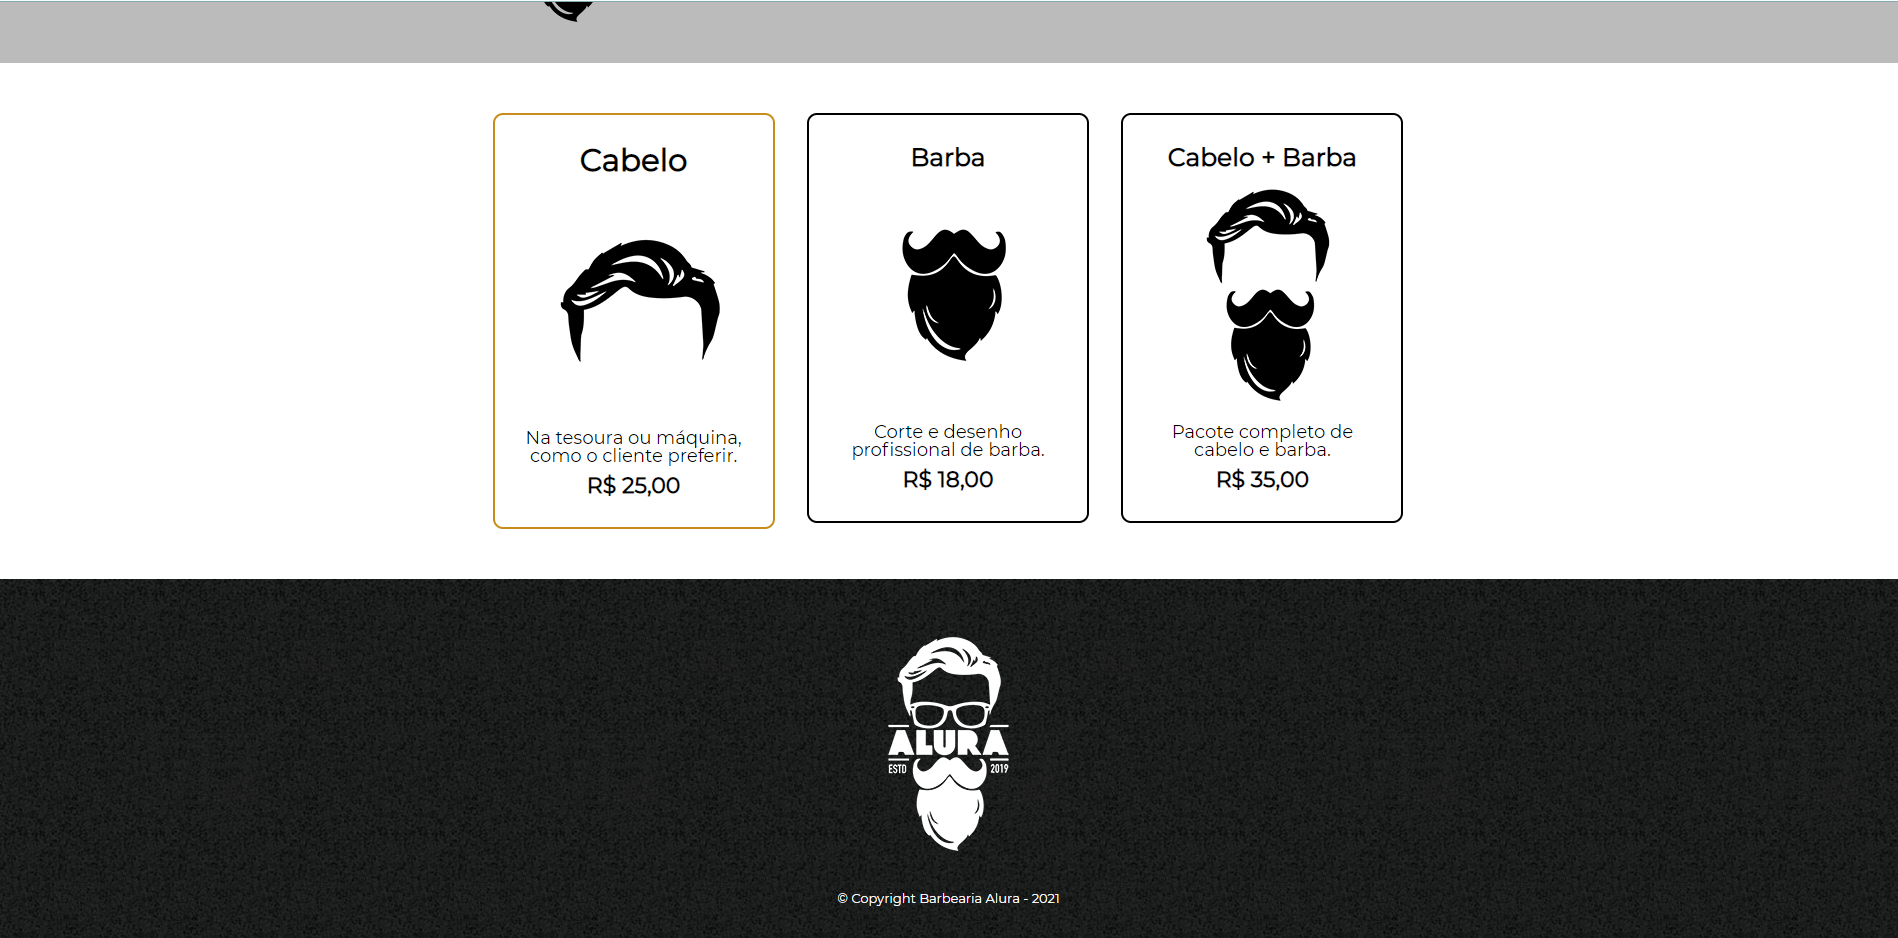 Cabelo
Na tesoura ou máquina,
como o cliente preferir.
R$ 25,00
Barba
Corte e desenho
profissional de barba.
R$ 18,00
Cabelo + Barba
Pacote completo de
cabelo e barba.
R$ 35,00
ALURA
ESTD 2019
© Copyright Barbearia Alura - 2021